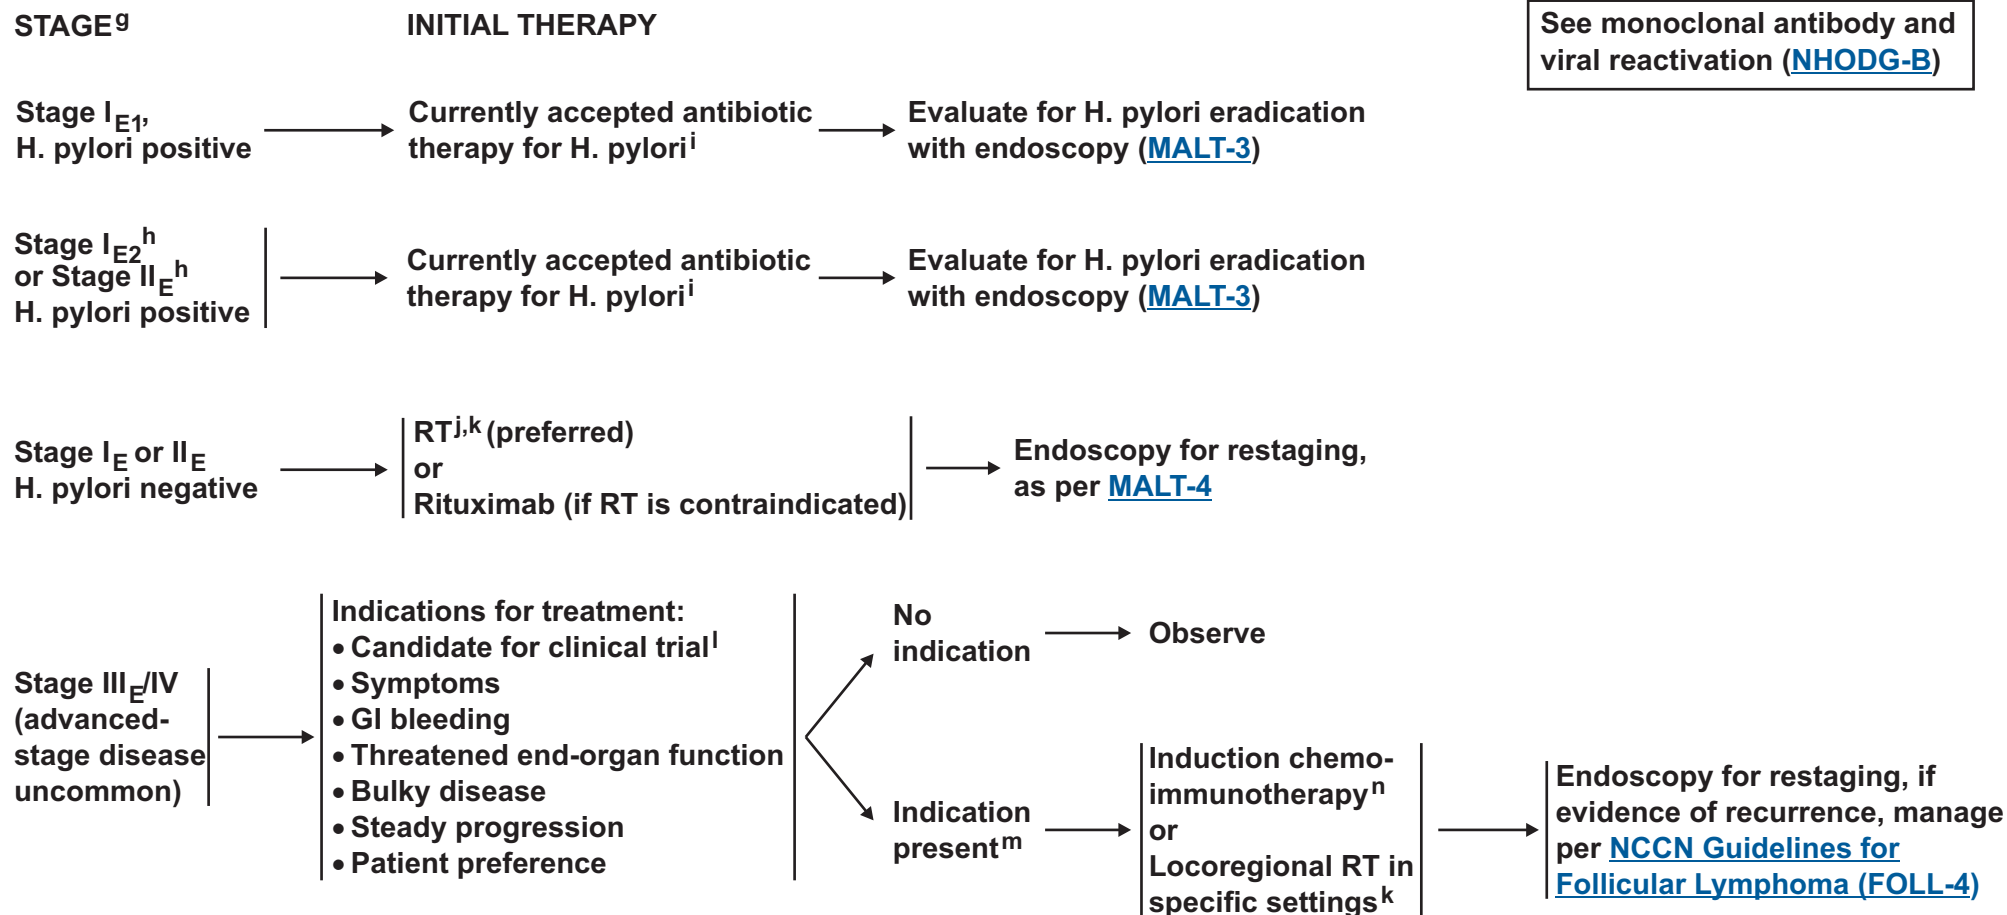 STAGEg
INITIAL THERAPY
See monoclonal antibody and
viral reactivation (NHODG-B)
Stage IE1,
H. pylori positive
Currently accepted antibiotic
therapy for H. pylorii
Evaluate for H. pylori eradication
with endoscopy (MALT-3)
Stage IE2h
or Stage IIEh
H. pylori positive
Currently accepted antibiotic
therapy for H. pylorii
Evaluate for H. pylori eradication
with endoscopy (MALT-3)
Stage IE or IIE
H. pylori negative
RTj,k (preferred)
or
Rituximab (if RT is contraindicated)
Endoscopy for restaging,
as per MALT-4
Stage IIIE/IV
(advanced-
stage disease
uncommon)
Indications for treatment:
• Candidate for clinical triall
• Symptoms
• GI bleeding
• Threatened end-organ function
• Bulky disease
• Steady progression
• Patient preference
No
indication
Observe
Indication
presentm
Induction chemo-
immunotherapyn
or
Locoregional RT in
specific settingsk
Endoscopy for restaging, if
evidence of recurrence, manage
per NCCN Guidelines for
Follicular Lymphoma (FOLL-4)